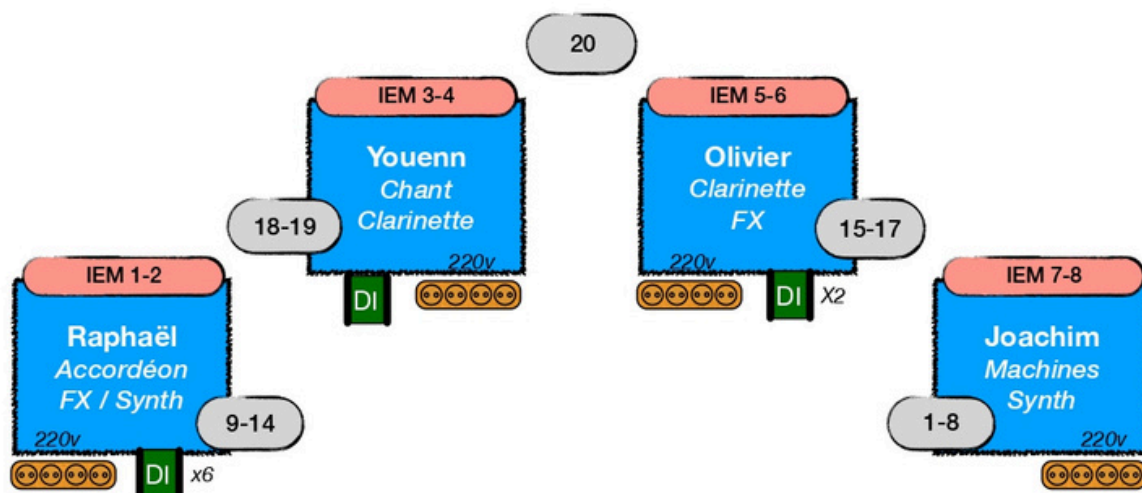 20
IEM 3-4
Youenn
Chant
Clarinette
18-19
220v
DI
IEM 5-6
Olivier
Clarinette
FX
15-17
220v
DI
X2
IEM 1-2
Raphaël
Accordéon
FX / Synth
9-14
220v
DI
x6
IEM 7-8
Joachim
Machines
Synth
1-8
220v